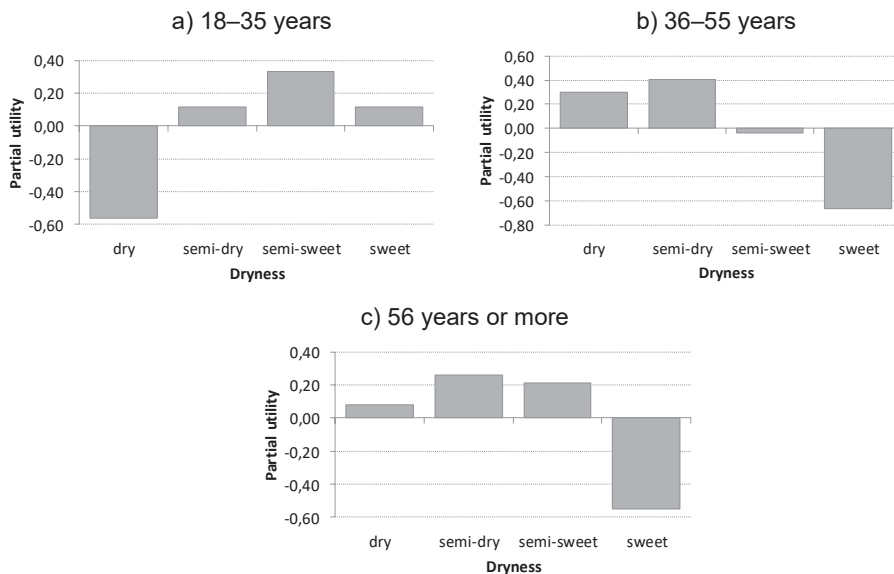 a) 18–35 years
0,40
0,20
0,00
-0,20
-0,40
-0,60
Partial utility
dry semi-dry semi-sweet sweet
Dryness
b) 36–55 years
0,60
0,40
0,20
0,00
-0,20
-0,40
-0,60
-0,80
Partial utility
dry semi-dry semi-sweet sweet
Dryness
c) 56 years or more
0,40
0,20
0,00
-0,20
-0,40
-0,60
Partial utility
dry semi-dry semi-sweet sweet
Dryness